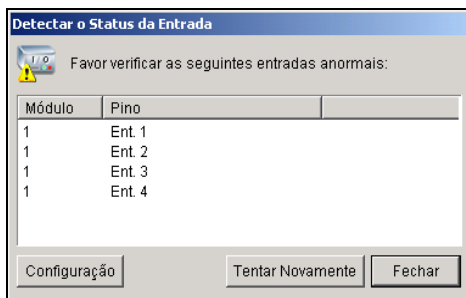 Detectar o Status da Entrada
I / O
Favor verificar as seguintes entradas anormais:
Módulo Pino
1 Ent. 1
1 Ent. 2
1 Ent. 3
1 Ent. 4
Configuração Tentar Novamente Fechar